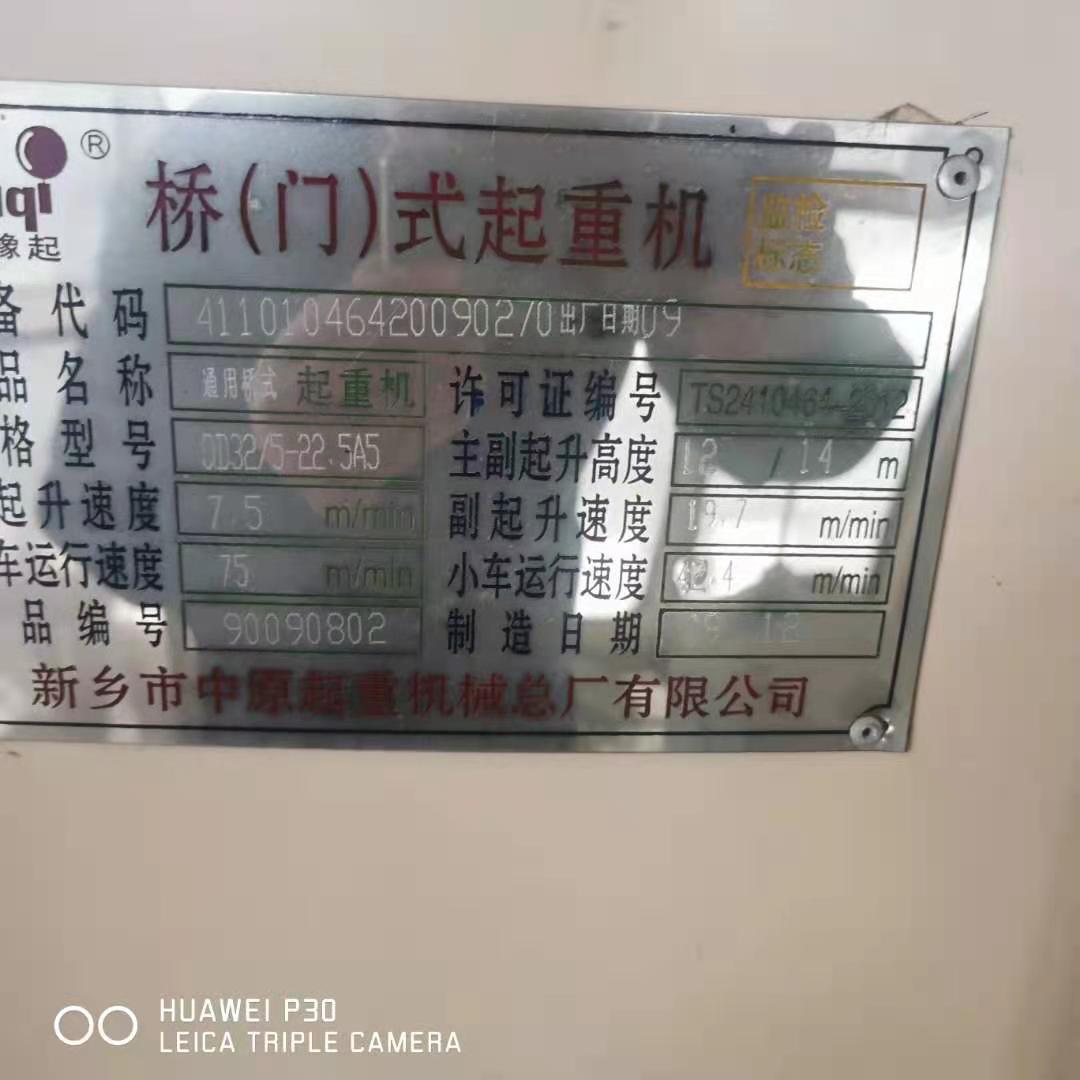 ®
iqi
豫起
桥(门)式起重机
监检
标志
备代码 41101046420090270 出厂日期09
品名称 通用桥式 起重机 许可证编号 TS2410464-2012
格型号 QD32/5-22.5A5 主副起升高度 12 / 14 m
起升速度 7.5 m/min 副起升速度 19.7 m/min
车运行速度 75 m/min 小车运行速度 42.4 m/min
品编号 90090802 制造日期 09 12
新乡市中原起重机械总厂有限公司
HUAWEI P30
LEICA TRIPLE CAMERA